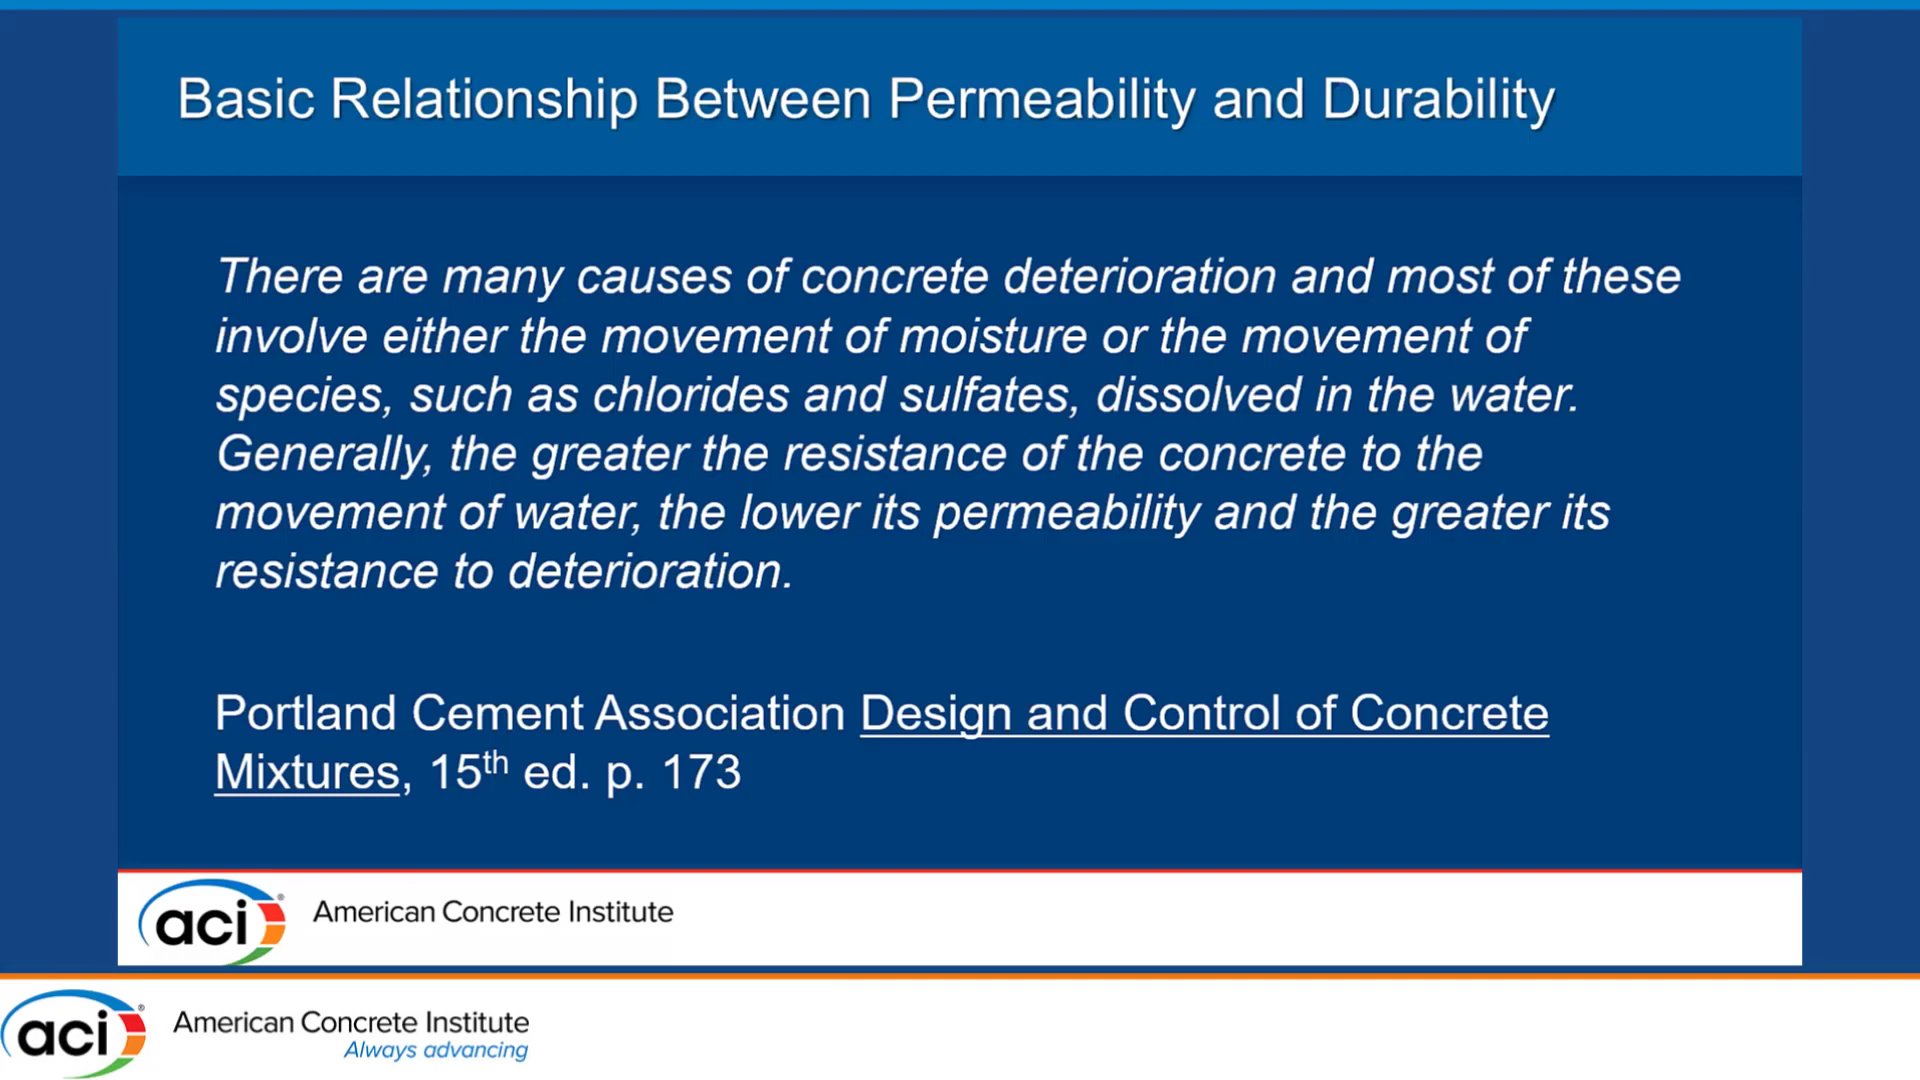 Basic Relationship Between Permeability and Durability
There are many causes of concrete deterioration and most of these
involve either the movement of moisture or the movement of
species, such as chlorides and sulfates, dissolved in the water.
Generally, the greater the resistance of the concrete to the
movement of water, the lower its permeability and the greater its
resistance to deterioration.
Portland Cement Association Design and Control of Concrete
Mixtures, 15th ed. p. 173
aci® American Concrete Institute
aci® American Concrete Institute
Always advancing